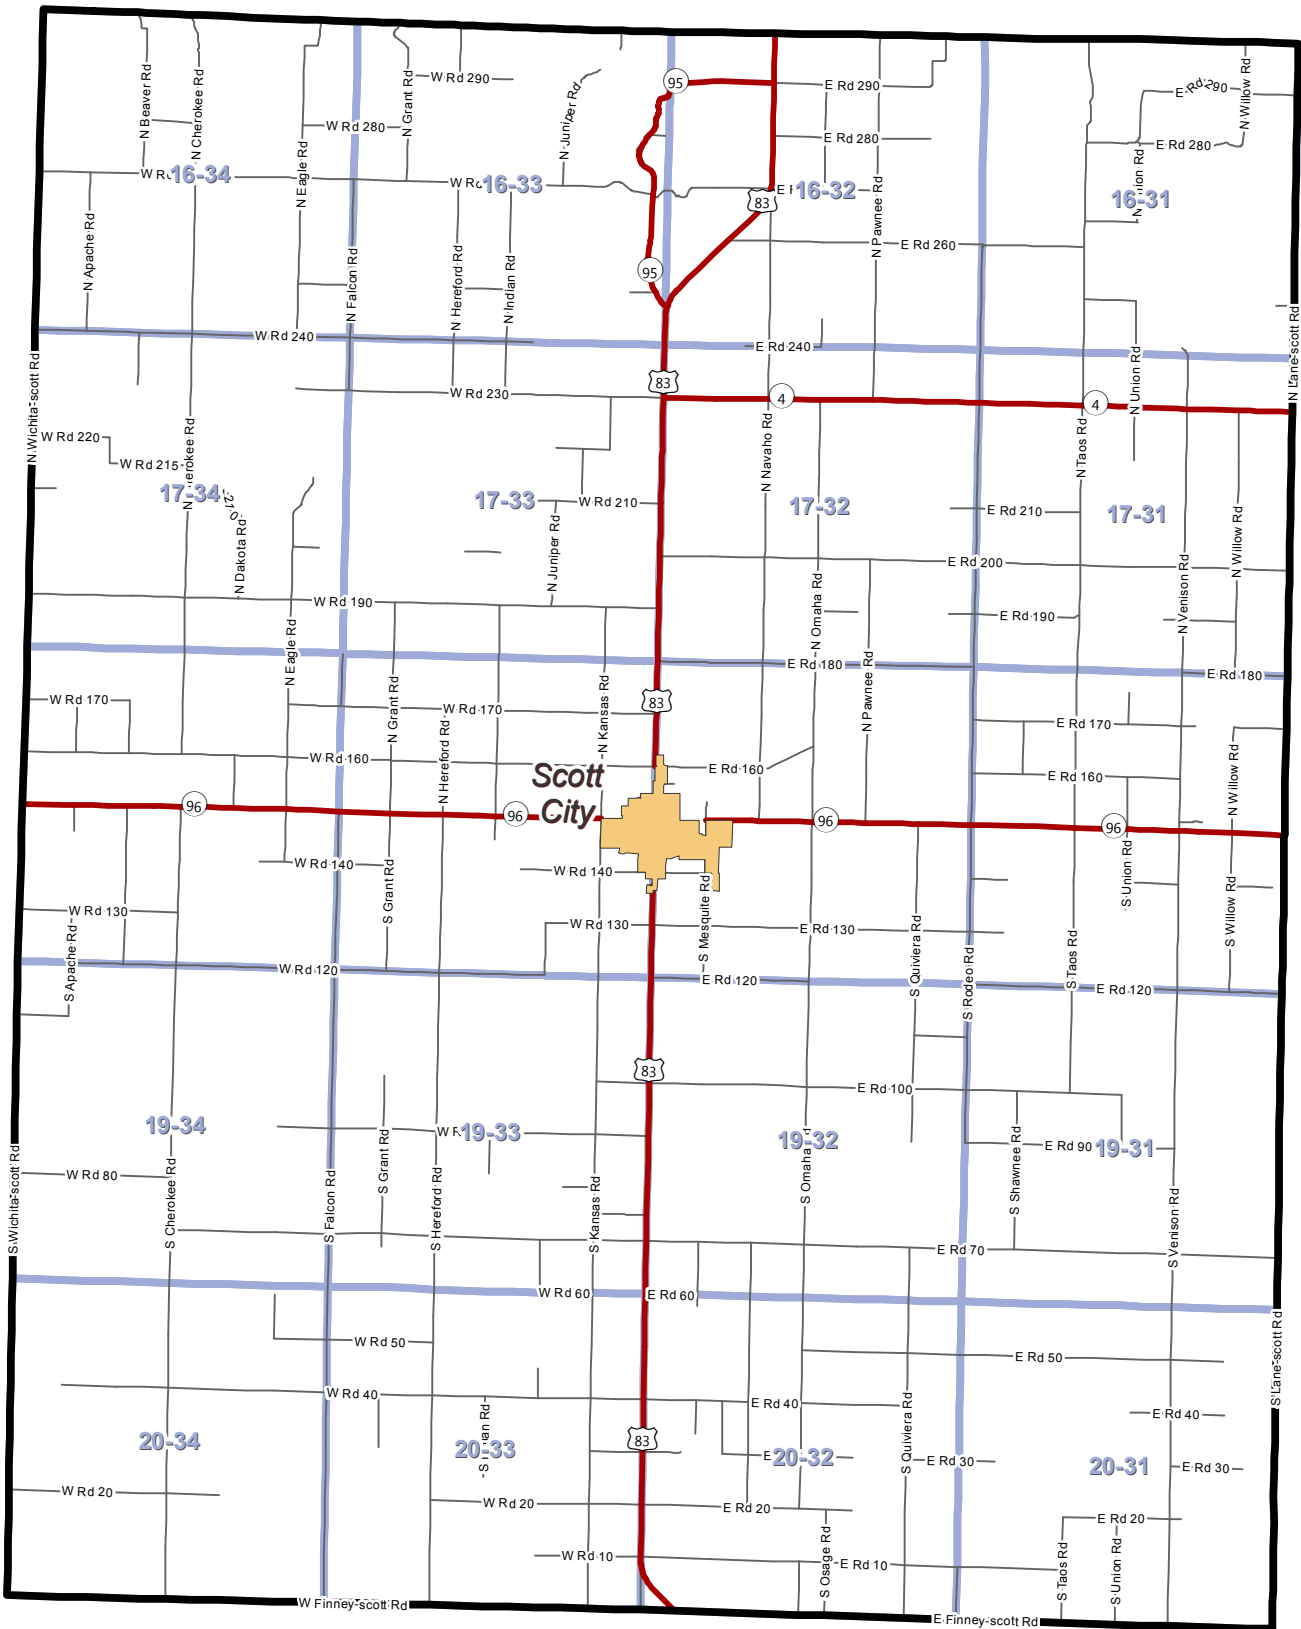 95
W Rd 290
E Rd 290
E Rd 290
N Willow Rd
N Beaver Rd
N Cherokee Rd
N Grant Rd
N Juniper Rd
W Rd 280
E Rd 280
E Rd 280
N Eagle Rd
16-34
16-33
16-32
16-31
83
N Apache Rd
N Pawnee Rd
E Rd 260
N Falcon Rd
N Hereford Rd
N Indian Rd
95
W Rd 240
E Rd 240
N Lane-scott Rd
N Wichita-scott Rd
83
W Rd 230
4
4
N Union Rd
W Rd 220
W Rd 215
N Navaho Rd
N Taos Rd
17-34
17-33
W Rd 210
17-32
E Rd 210
17-31
N Dakota Rd
N Juniper Rd
N Willow Rd
E Rd 200
N Venison Rd
W Rd 190
N Omaha Rd
E Rd 190
N Eagle Rd
E Rd 180
E Rd 180
N Pawnee Rd
W Rd 170
N Grant Rd
W Rd 170
N Kansas Rd
83
E Rd 170
N Hereford Rd
W Rd 160
E Rd 160
E Rd 160
N Willow Rd
Scott
City
96
96
96
96
W Rd 140
W Rd 140
S Grant Rd
S Mesquite Rd
S Union Rd
S Willow Rd
W Rd 130
W Rd 130
E Rd 130
S Apache Rd
S Quiviera Rd
S Rodeo Rd
S Taos Rd
W Rd 120
E Rd 120
E Rd 120
83
E Rd 100
19-34
19-33
19-32
19-31
E Rd 90
W Rd 80
S Wichita-scott Rd
S Cherokee Rd
S Falcon Rd
S Grant Rd
S Hereford Rd
S Kansas Rd
S Omaha Rd
S Shawnee Rd
S Venison Rd
E Rd 70
W Rd 60
E Rd 60
W Rd 50
E Rd 50
S Lane-scott Rd
W Rd 40
E Rd 40
E Rd 40
83
S Quiviera Rd
20-34
20-33
20-32
20-31
E Rd 30
E Rd 30
W Rd 20
W Rd 20
E Rd 20
E Rd 20
W Rd 10
E Rd 10
S Osage Rd
S Taos Rd
S Union Rd
W Finney-scott Rd
E Finney-scott Rd